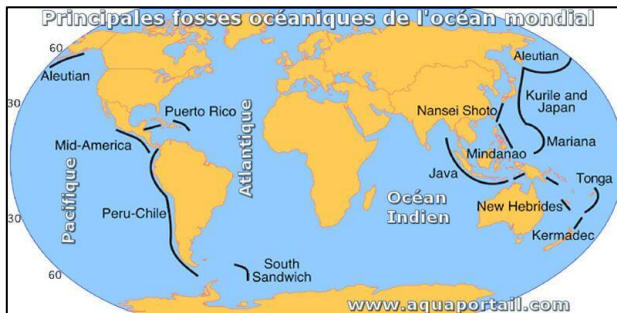 Principales fosses océaniques de l'océan mondial
60
Aleutian
Aleutian
30
Puerto Rico
Nansei Shoto
Kurile and
Japan
Mid-America
Atlantique
Mindanao
Mariana
Java
Tonga
Pacifique
Océan
Indien
Peru-Chile
New Hebrides
30
Kermadec
South
Sandwich
60
www.aquaportail.com